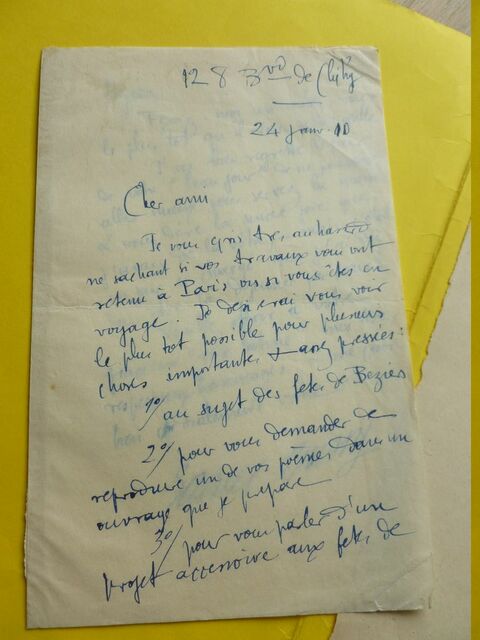 128 Bvd de Clichy
24 janv. 10
Cher ami
Je vous écris très au hasard
ne sachant si vos travaux vous ont
retenu à Paris ou si vous êtes en
voyage. Je désirerai vous voir
le plus tôt possible pour plusieurs
choses importantes & assez pressées :
1º/ au sujet des fêtes de Béziers
2º/ pour vous demander de
reproduire un de vos poèmes dans un
ouvrage que je prépare
3º/ pour vous parler d'un
projet accessoire aux fêtes de